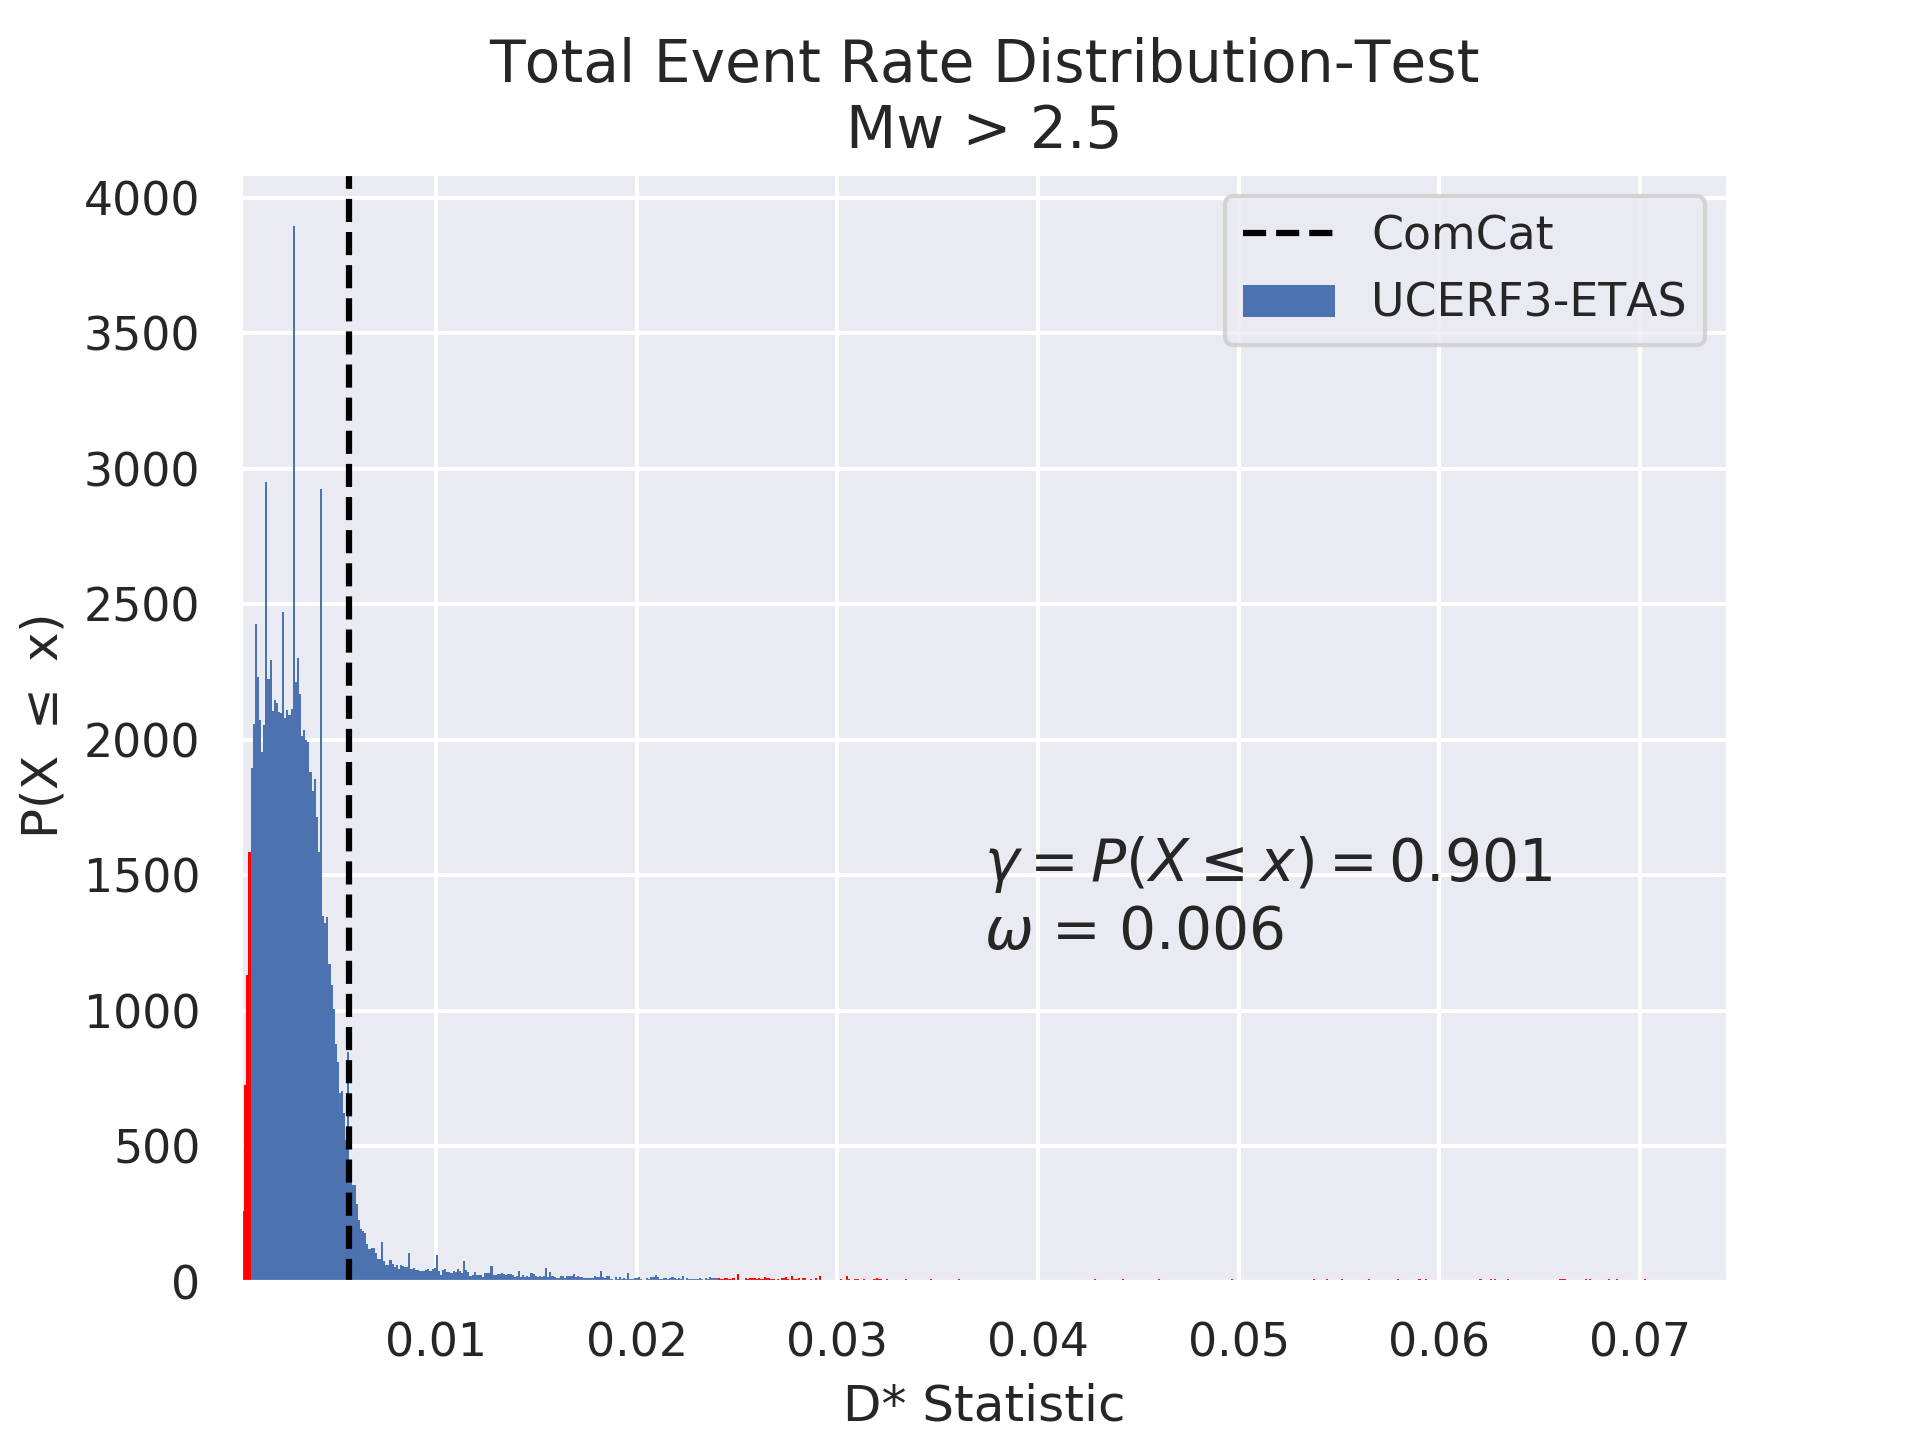 Total Event Rate Distribution-Test
Mw > 2.5
4000
3500
3000
2500
2000
1500
1000
500
0
P(X ≤ x)
ComCat
UCERF3-ETAS
γ = P(X ≤ x) = 0.901
ω = 0.006
0.01 0.02 0.03 0.04 0.05 0.06 0.07
D* Statistic